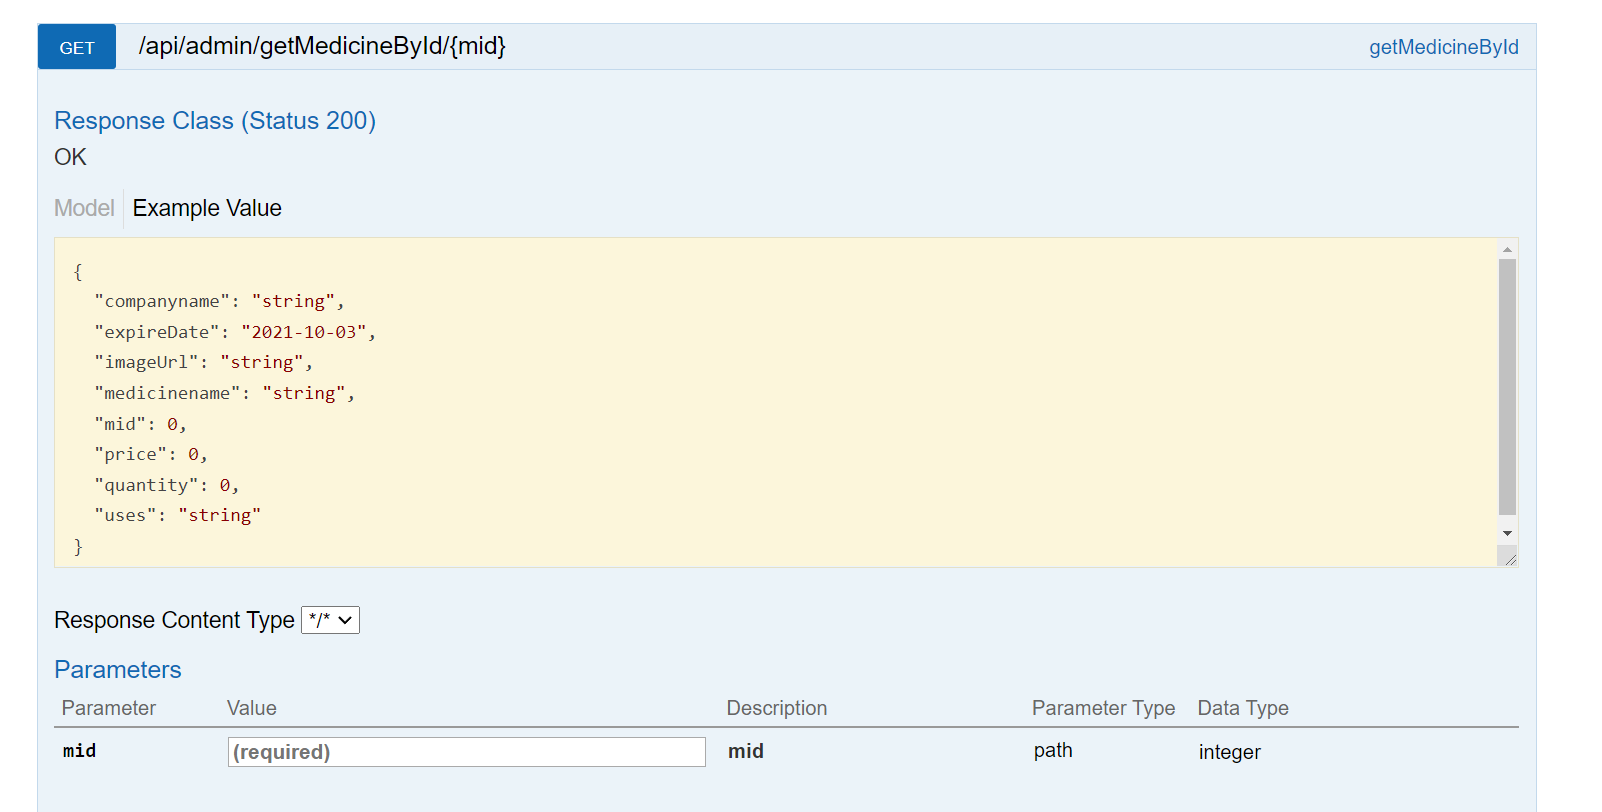 GET /api/admin/getMedicineById/{mid} getMedicineById
Response Class (Status 200)
OK
Model Example Value
{
"companyname": "string",
"expireDate": "2021-10-03",
"imageUrl": "string",
"medicinename": "string",
"mid": 0,
"price": 0,
"quantity": 0,
"uses": "string"
}
Response Content Type */*
Parameters
Parameter Value Description Parameter Type Data Type
mid (required) mid path integer